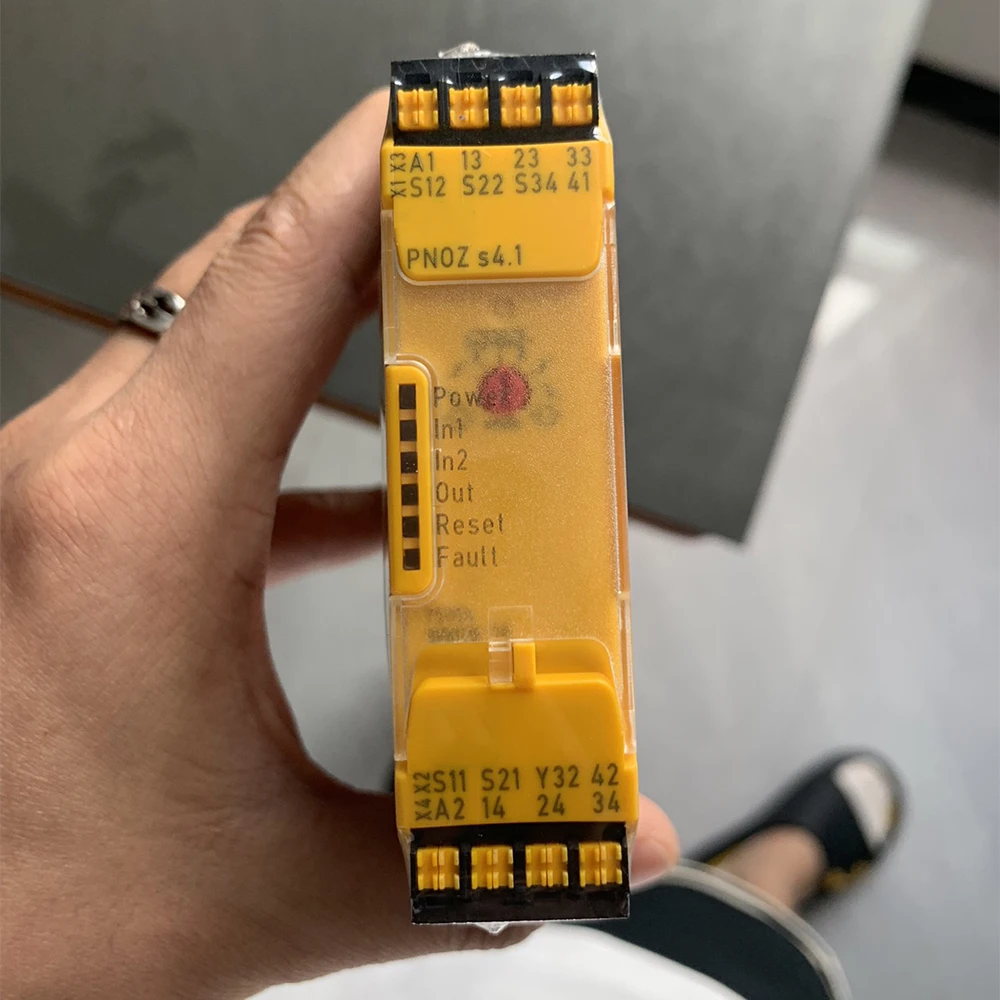 X3 A1 13 23 33
X1 S12 S22 S34 41
PNOZ s4.1
Power
In1
In2
Out
Reset
Fault
X2 S11 S21 Y32 42
X4 A2 14 24 34